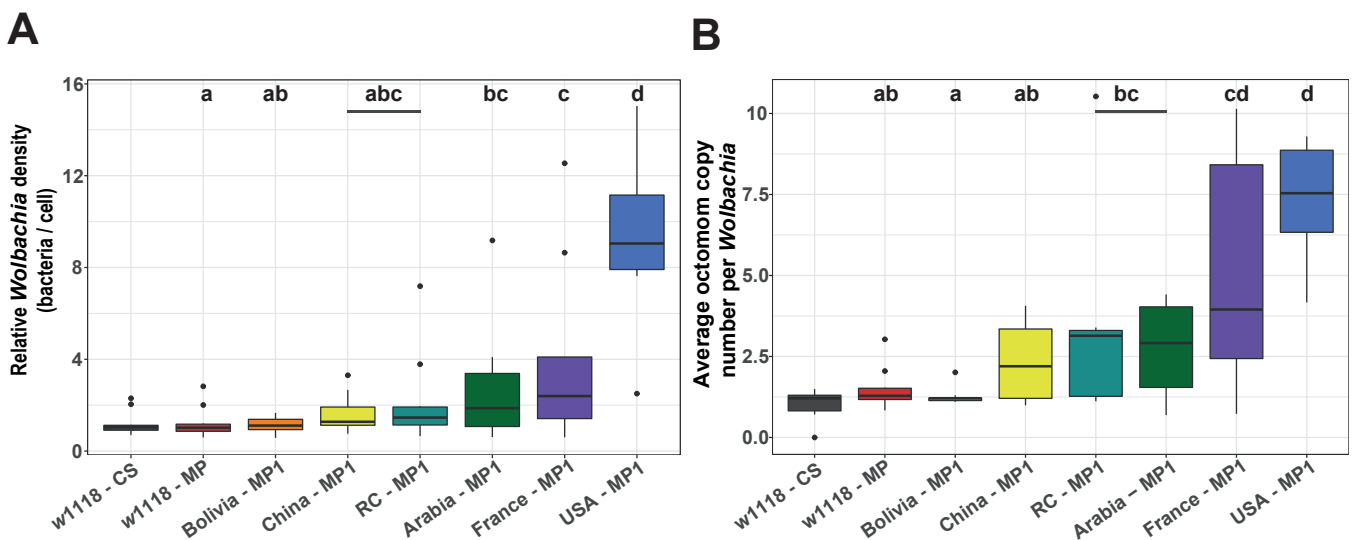 A
Relative Wolbachia density
(bacteria / cell)
16
12
8
4
0
a ab abc bc c d
w1118 - CS
w1118 - MP
Bolivia - MP1
China - MP1
RC - MP1
Arabia - MP1
France - MP1
USA - MP1
B
Average octomom copy
number per Wolbachia
10
7.5
5.0
2.5
0.0
ab a ab bc cd d
w1118 - CS
w1118 - MP
Bolivia - MP1
China - MP1
RC - MP1
Arabia – MP1
France - MP1
USA - MP1